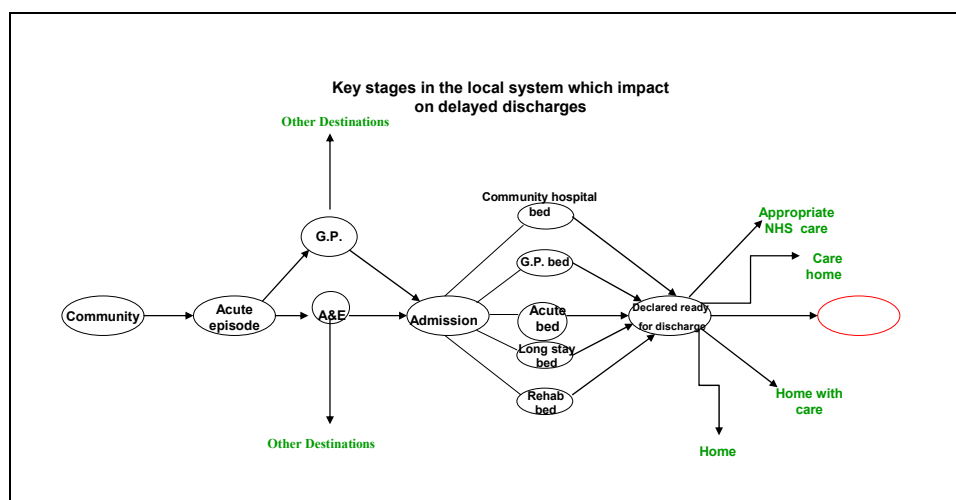 Key stages in the local system which impact
on delayed discharges
Other Destinations
Community hospital
bed
Appropriate
NHS care
G.P.
G.P. bed
Care
home
Community
Acute
episode
A&E
Admission
Acute
bed
Declared ready
for discharge
Long stay
bed
Rehab
bed
Home with
care
Other Destinations
Home